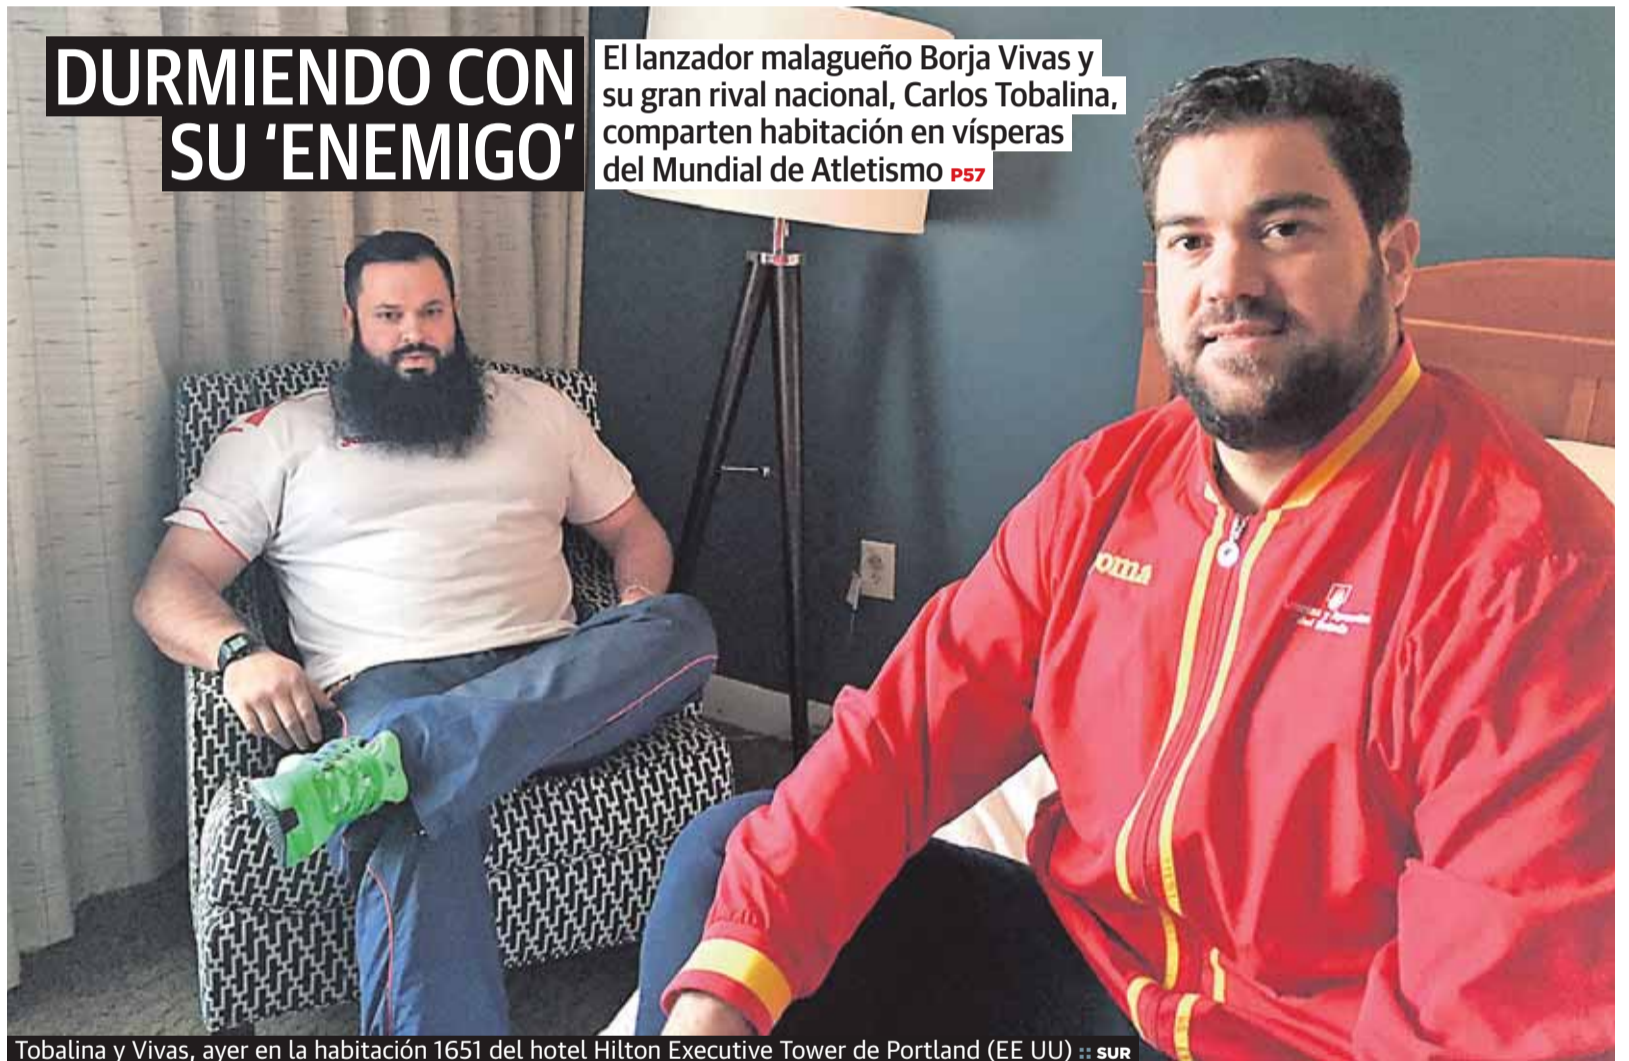 DURMIENDO CON
SU ‘ENEMIGO’
El lanzador malagueño Borja Vivas y
su gran rival nacional, Carlos Tobalina,
comparten habitación en vísperas
del Mundial de Atletismo P57
oma
Tobalina y Vivas, ayer en la habitación 1651 del hotel Hilton Executive Tower de Portland (EE UU) :: SUR